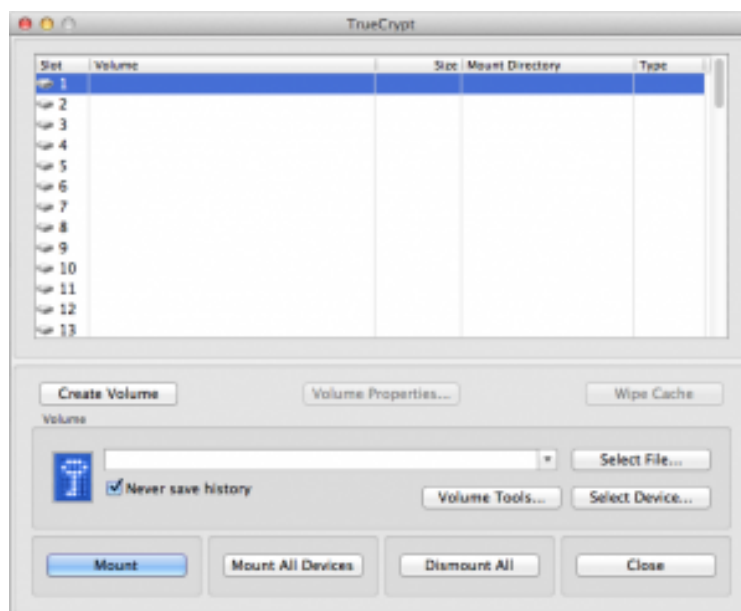 TrueCrypt
Slot Volume Size Mount Directory Type
1
2
3
4
5
6
7
8
9
10
11
12
13
Create Volume Volume Properties... Wipe Cache
Volume
Select File...
Never save history
Volume Tools... Select Device...
Mount Mount All Devices Dismount All Close